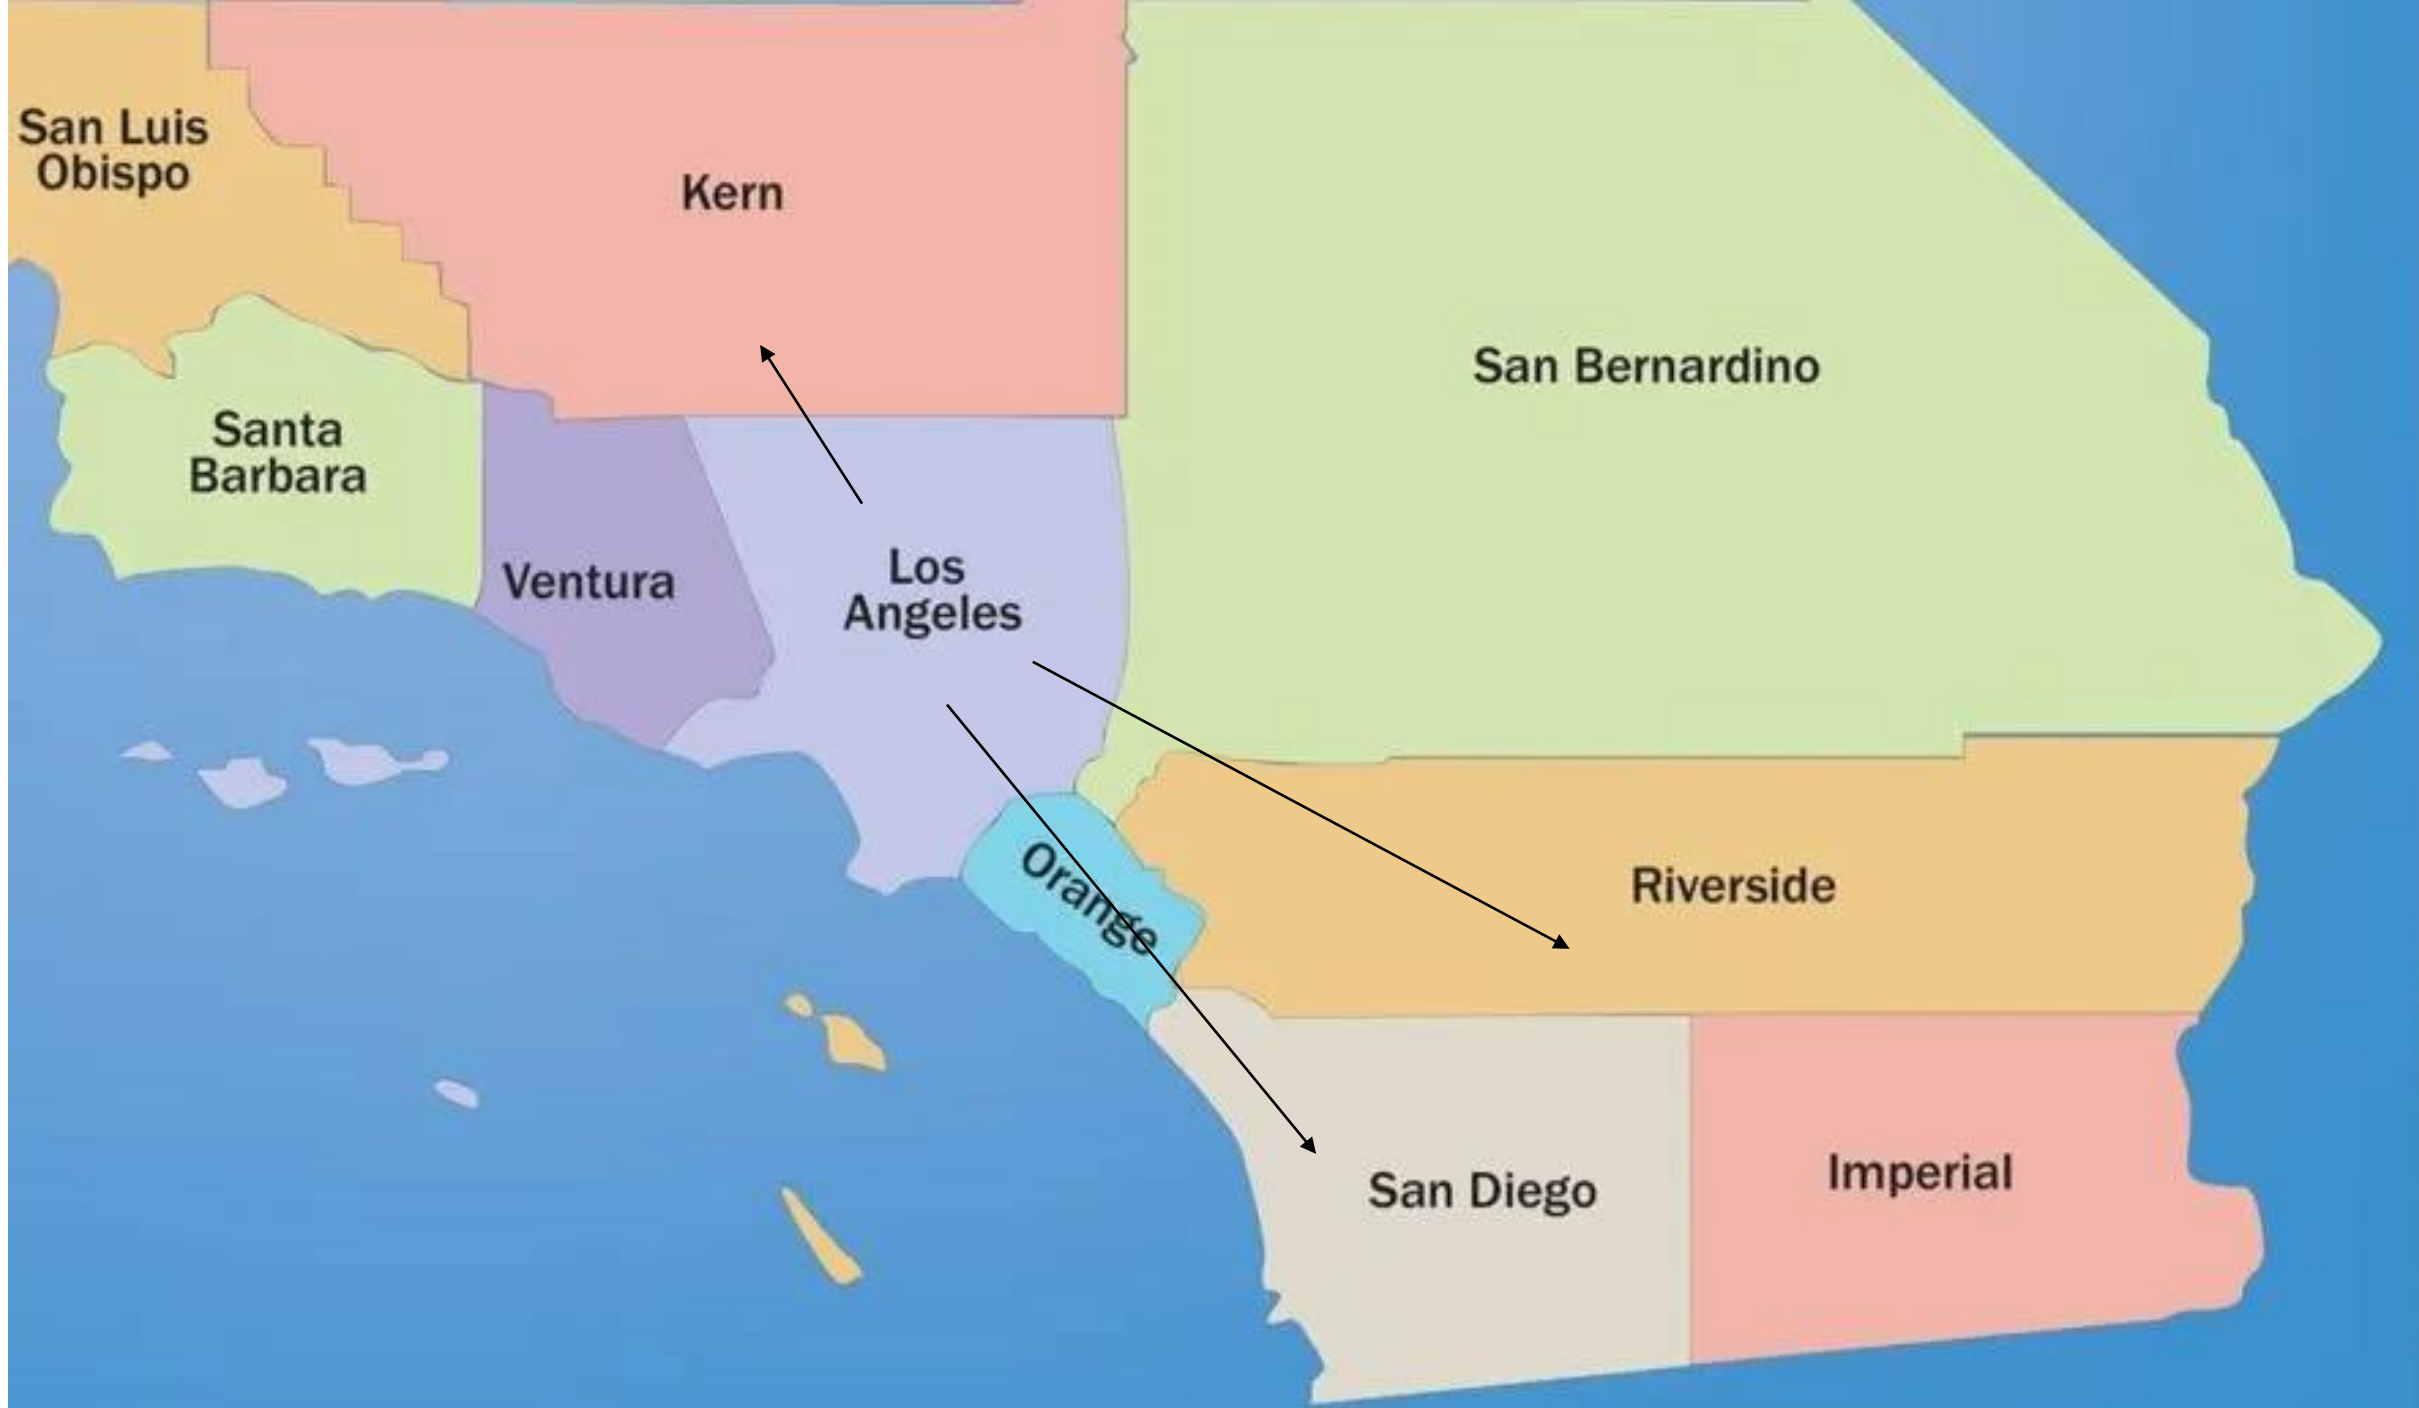 San Luis
Obispo
Kern
San Bernardino
Santa
Barbara
Ventura
Los
Angeles
Orange
Riverside
San Diego
Imperial